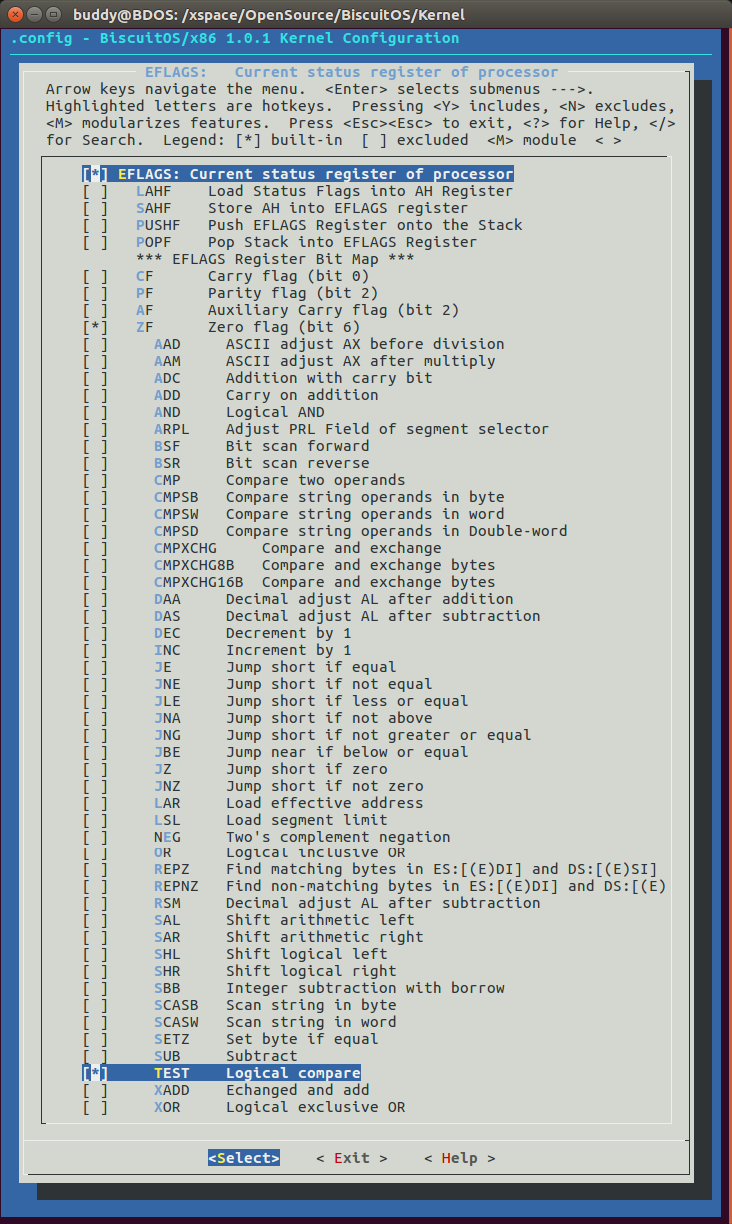 buddy@BDOS: /xspace/OpenSource/BiscuitOS/Kernel
.config - BiscuitOS/x86 1.0.1 Kernel Configuration
EFLAGS:   Current status register of processor
Arrow keys navigate the menu.  <Enter> selects submenus --->.
Highlighted letters are hotkeys.  Pressing <Y> includes, <N> excludes,
<M> modularizes features.  Press <Esc><Esc> to exit, <?> for Help, </>
for Search.  Legend: [*] built-in  [ ] excluded  <M> module  < >
[*] EFLAGS: Current status register of processor
[ ]   LAHF    Load Status Flags into AH Register
[ ]   SAHF    Store AH into EFLAGS register
[ ]   PUSHF   Push EFLAGS Register onto the Stack
[ ]   POPF    Pop Stack into EFLAGS Register
*** EFLAGS Register Bit Map ***
[ ]   CF      Carry flag (bit 0)
[ ]   PF      Parity flag (bit 2)
[ ]   AF      Auxiliary Carry flag (bit 2)
[*]   ZF      Zero flag (bit 6)
[ ]     AAD     ASCII adjust AX before division
[ ]     AAM     ASCII adjust AX after multiply
[ ]     ADC     Addition with carry bit
[ ]     ADD     Carry on addition
[ ]     AND     Logical AND
[ ]     ARPL    Adjust PRL Field of segment selector
[ ]     BSF     Bit scan forward
[ ]     BSR     Bit scan reverse
[ ]     CMP     Compare two operands
[ ]     CMPSB   Compare string operands in byte
[ ]     CMPSW   Compare string operands in word
[ ]     CMPSD   Compare string operands in Double-word
[ ]     CMPXCHG     Compare and exchange
[ ]     CMPXCHG8B   Compare and exchange bytes
[ ]     CMPXCHG16B  Compare and exchange bytes
[ ]     DAA     Decimal adjust AL after addition
[ ]     DAS     Decimal adjust AL after subtraction
[ ]     DEC     Decrement by 1
[ ]     INC     Increment by 1
[ ]     JE      Jump short if equal
[ ]     JNE     Jump short if not equal
[ ]     JLE     Jump short if less or equal
[ ]     JNA     Jump short if not above
[ ]     JNG     Jump short if not greater or equal
[ ]     JBE     Jump near if below or equal
[ ]     JZ      Jump short if zero
[ ]     JNZ     Jump short if not zero
[ ]     LAR     Load effective address
[ ]     LSL     Load segment limit
[ ]     NEG     Two's complement negation
[ ]     OR      Logical inclusive OR
[ ]     REPZ    Find matching bytes in ES:[(E)DI] and DS:[(E)SI]
[ ]     REPNZ   Find non-matching bytes in ES:[(E)DI] and DS:[(E)
[ ]     RSM     Decimal adjust AL after subtraction
[ ]     SAL     Shift arithmetic left
[ ]     SAR     Shift arithmetic right
[ ]     SHL     Shift logical left
[ ]     SHR     Shift logical right
[ ]     SBB     Integer subtraction with borrow
[ ]     SCASB   Scan string in byte
[ ]     SCASW   Scan string in word
[ ]     SETZ    Set byte if equal
[ ]     SUB     Subtract
[*]     TEST    Logical compare
[ ]     XADD    Echanged and add
[ ]     XOR     Logical exclusive OR
<Select>    < Exit >    < Help >